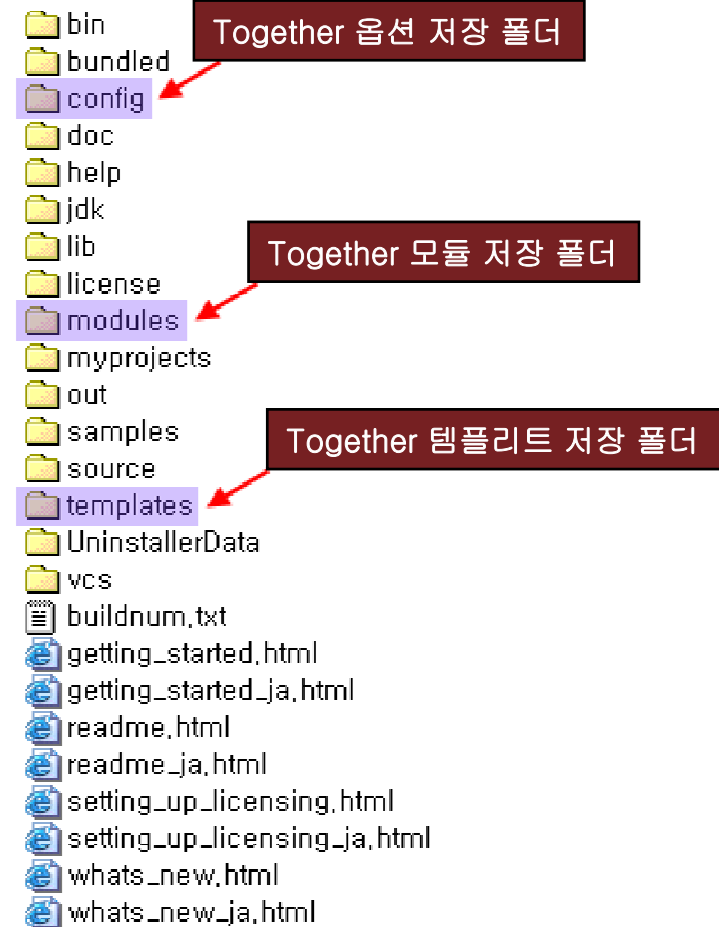 bin
Together 옵션 저장 폴더
bundled
config
doc
help
jdk
lib
Together 모듈 저장 폴더
license
modules
myprojects
out
samples
Together 템플리트 저장 폴더
source
templates
UninstallerData
vcs
buildnum.txt
getting_started.html
getting_started_ja.html
readme.html
readme_ja.html
setting_up_licensing.html
setting_up_licensing_ja.html
whats_new.html
whats_new_ja.html